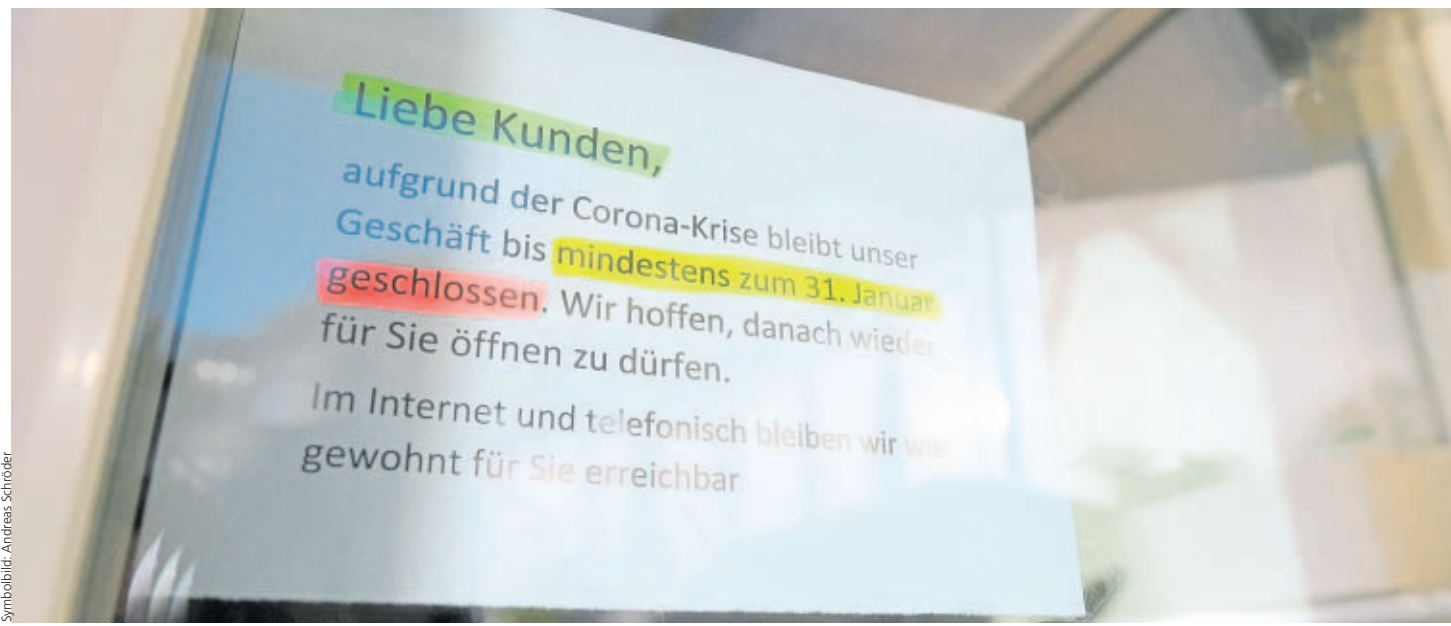 Liebe Kunden,
aufgrund der Corona-Krise bleibt unser
Geschäft bis mindestens zum 31. Januar
geschlossen. Wir hoffen, danach wieder
für Sie öffnen zu dürfen.
Im Internet und telefonisch bleiben wir wie
gewohnt für Sie erreichbar.
Symbolbild: Andreas Schröder